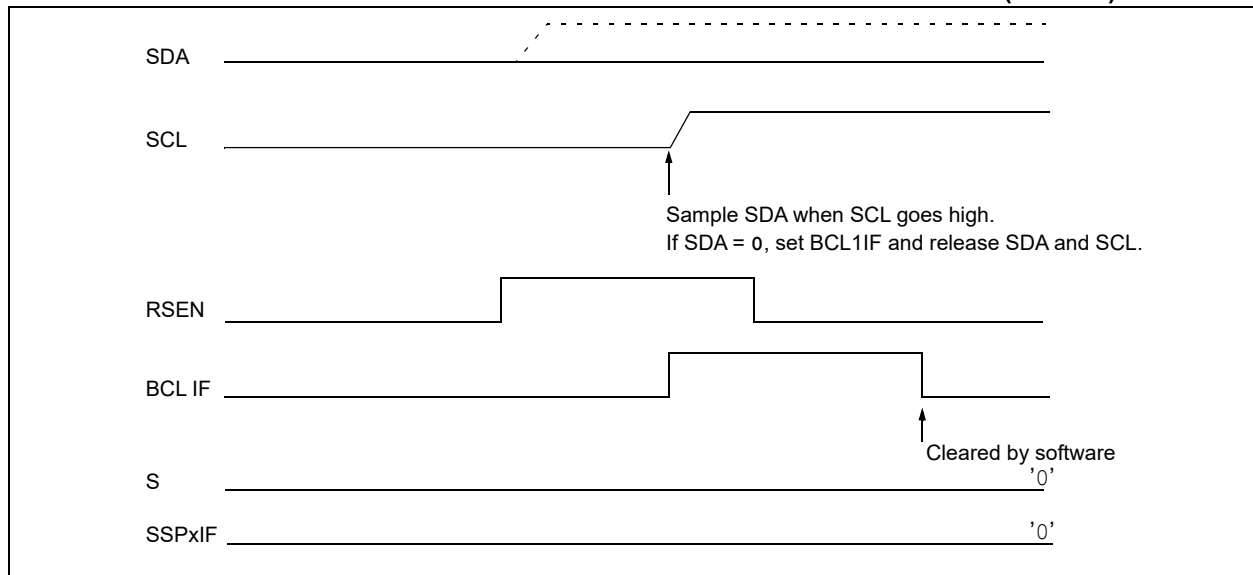 SDA
SCL
Sample SDA when SCL goes high.
If SDA = 0, set BCL1IF and release SDA and SCL.
RSEN
BCL IF
Cleared by software
S
'0'
SSPxIF
'0'